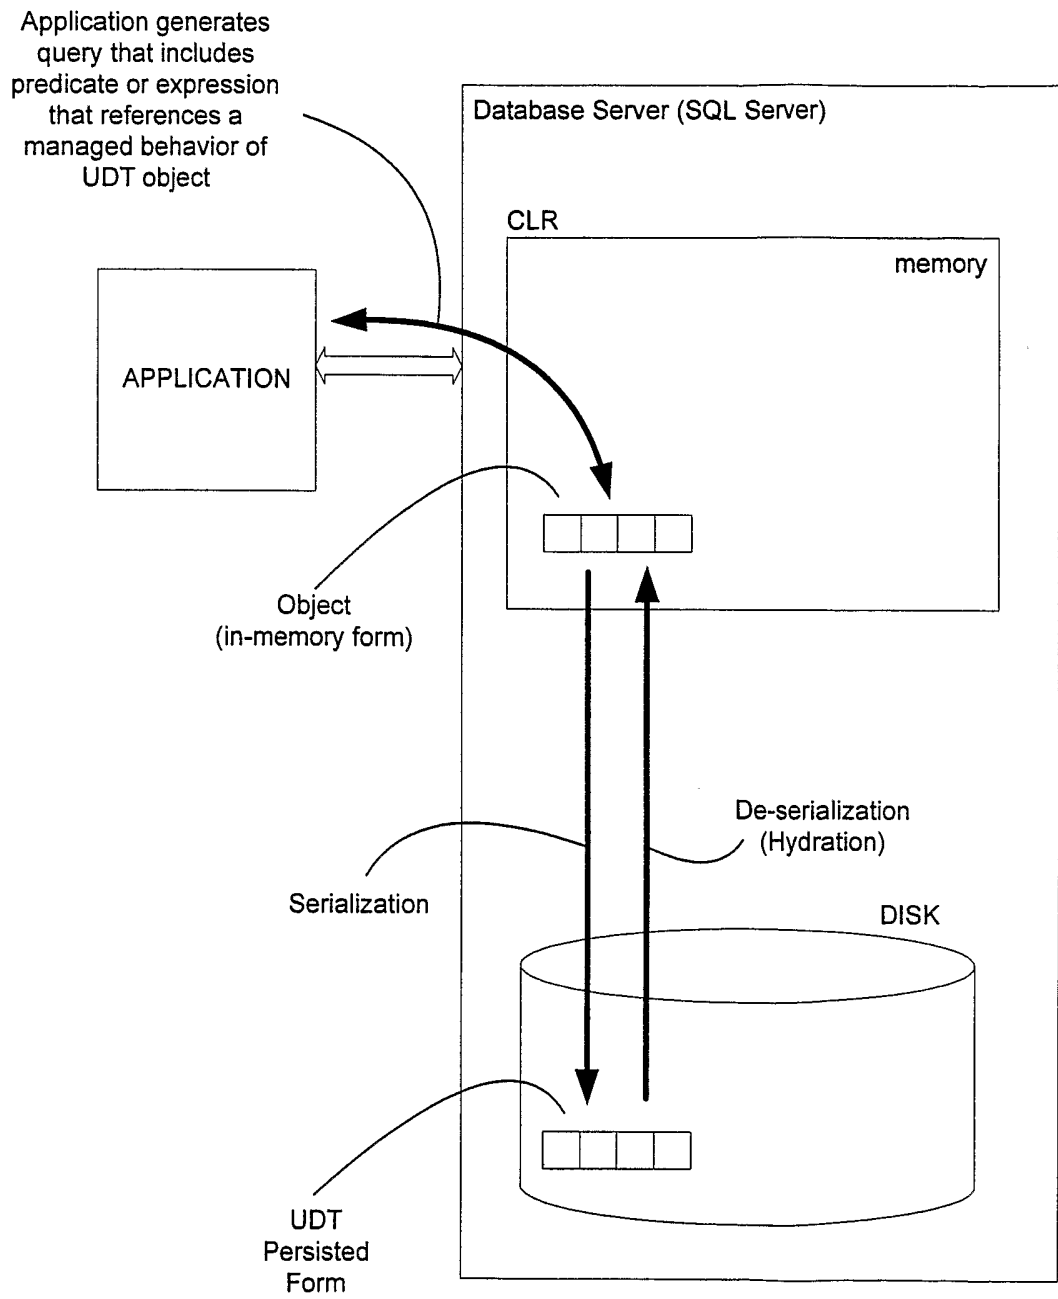 Application generates
query that includes
predicate or expression
that references a
managed behavior of
UDT object
Database Server (SQL Server)
CLR
memory
APPLICATION
Object
(in-memory form)
De-serialization
(Hydration)
Serialization
DISK
UDT
Persisted
Form